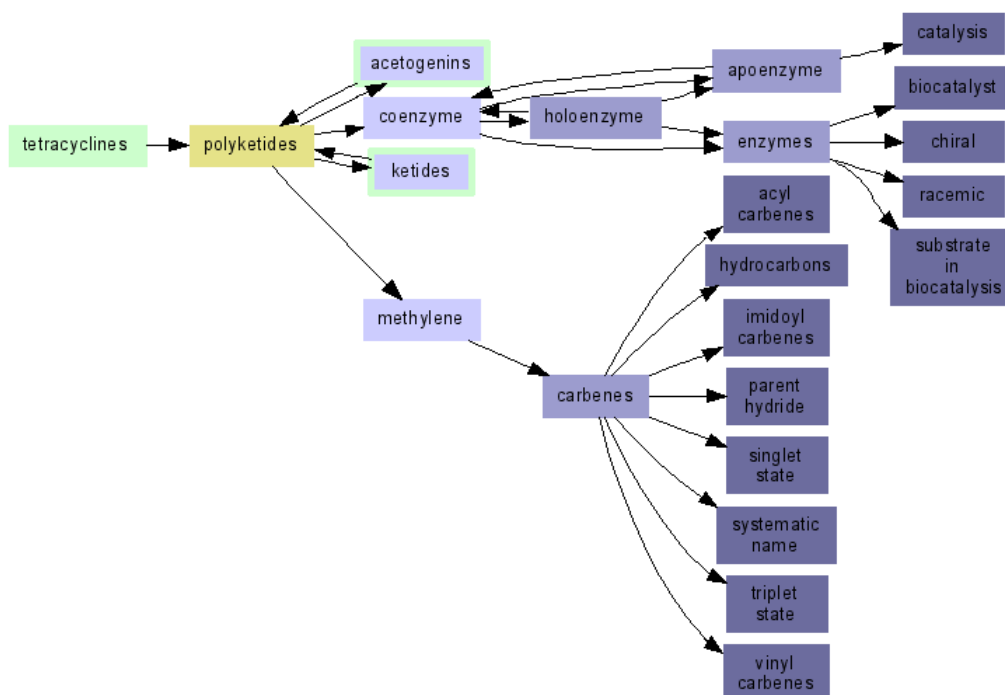 catalysis
acetogenins
apoenzyme
biocatalyst
coenzyme
holoenzyme
tetracyclines
polyketides
enzymes
chiral
ketides
racemic
acyl
carbenes
substrate
in
biocatalysis
hydrocarbons
methylene
imidoyl
carbenes
carbenes
parent
hydride
singlet
state
systematic
name
triplet
state
vinyl
carbenes